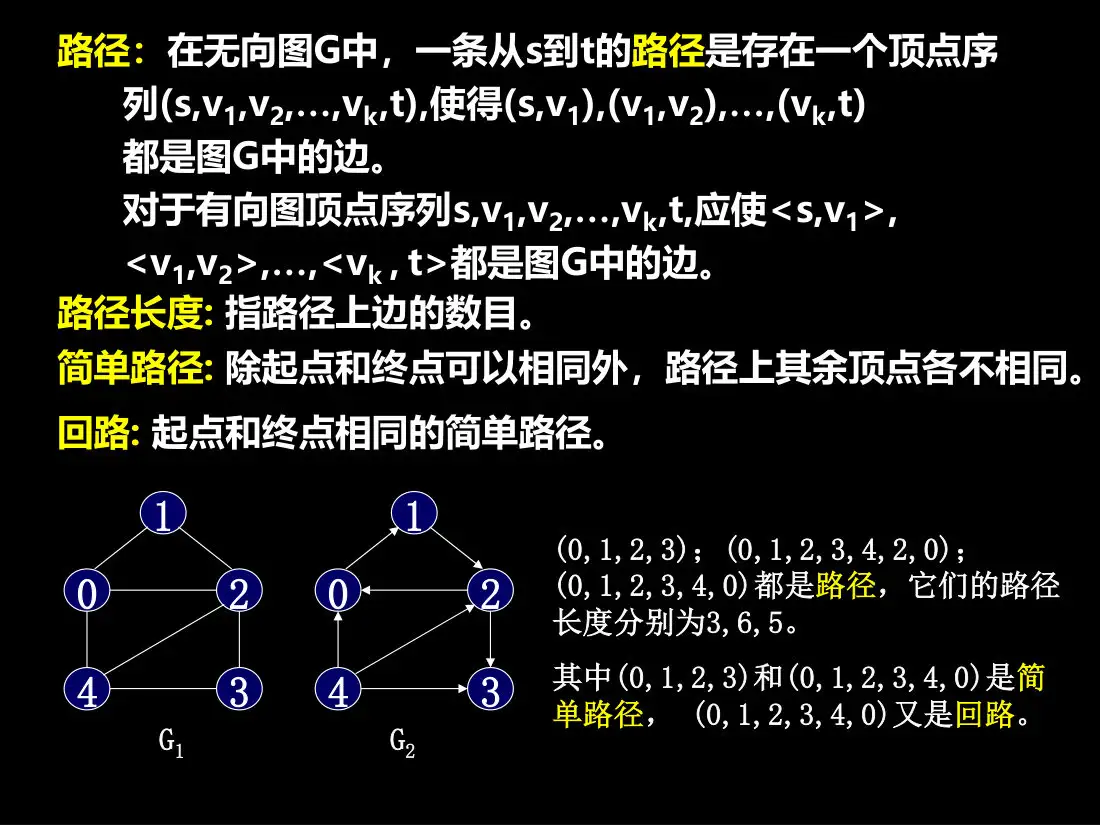 路径：在无向图G中，一条从s到t的路径是存在一个顶点序
列(s,v1,v2,…,vk,t),使得(s,v1),(v1,v2),…,(vk,t)
都是图G中的边。
对于有向图顶点序列s,v1,v2,…,vk,t,应使<s,v1>,
<v1,v2>,…,<vk , t>都是图G中的边。
路径长度: 指路径上边的数目。
简单路径: 除起点和终点可以相同外，路径上其余顶点各不相同。
回路: 起点和终点相同的简单路径。
1
0
2
4
3
G1
1
0
2
4
3
G2
(0,1,2,3)；(0,1,2,3,4,2,0)；
(0,1,2,3,4,0)都是路径，它们的路径
长度分别为3,6,5。
其中(0,1,2,3)和(0,1,2,3,4,0)是简
单路径， (0,1,2,3,4,0)又是回路。